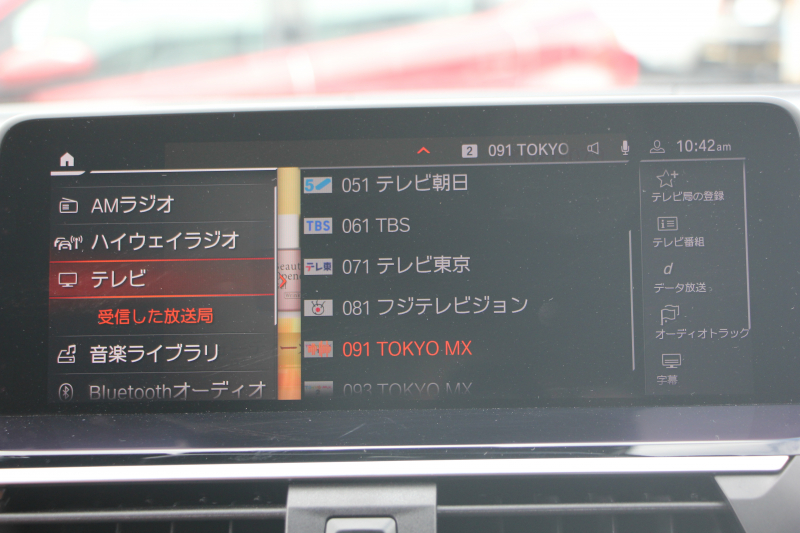 2 091 TOKYO 10:42am
AMラジオ
ハイウェイラジオ
テレビ
受信した放送局
音楽ライブラリ
Bluetoothオーディオ
5 051 テレビ朝日
TBS 061 TBS
テレ東 071 テレビ東京
081 フジテレビジョン
091 TOKYO MX
093 TOKYO MX
テレビ局の登録
テレビ番組
d
データ放送
オーディオトラック
字幕